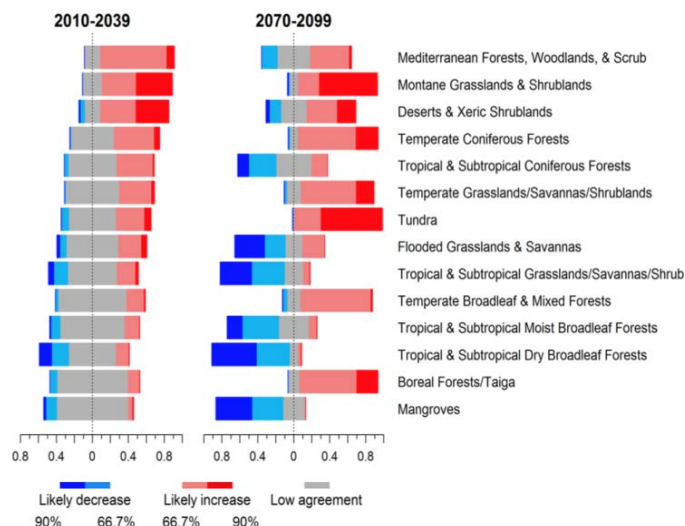 2010-2039 2070-2099
Mediterranean Forests, Woodlands, & Scrub
Montane Grasslands & Shrublands
Deserts & Xeric Shrublands
Temperate Coniferous Forests
Tropical & Subtropical Coniferous Forests
Temperate Grasslands/Savannas/Shrublands
Tundra
Flooded Grasslands & Savannas
Tropical & Subtropical Grasslands/Savannas/Shrub
Temperate Broadleaf & Mixed Forests
Tropical & Subtropical Moist Broadleaf Forests
Tropical & Subtropical Dry Broadleaf Forests
Boreal Forests/Taiga
Mangroves
0.8 0.4 0 0.4 0.8 0.8 0.4 0 0.4 0.8
Likely decrease Likely increase Low agreement
90% 66.7% 66.7% 90%